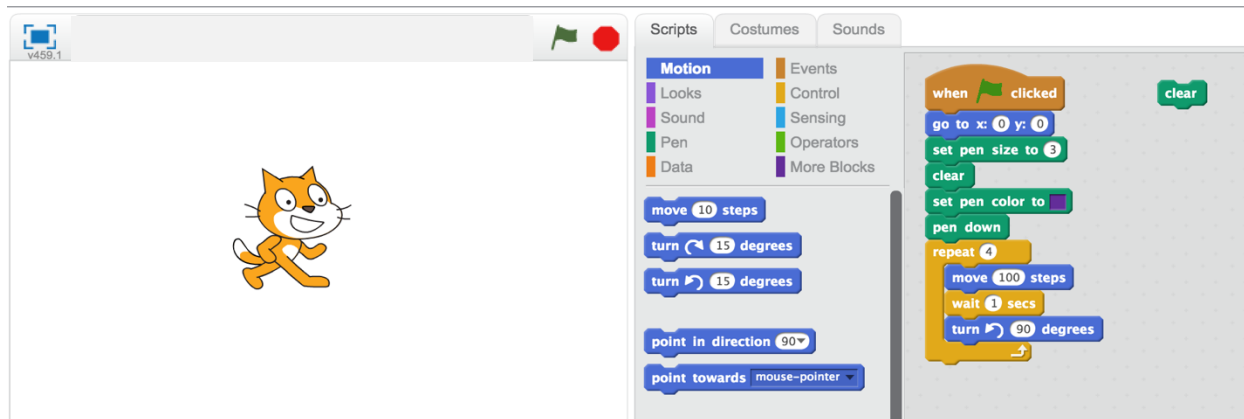 v459.1
Scripts Costumes Sounds
Motion Events
Looks Control
Sound Sensing
Pen Operators
Data More Blocks
move 10 steps
turn 15 degrees
turn 15 degrees
point in direction 90
point towards mouse-pointer
when clicked
go to x: 0 y: 0
set pen size to 3
clear
set pen color to
pen down
repeat 4
move 100 steps
wait 1 secs
turn 90 degrees
clear